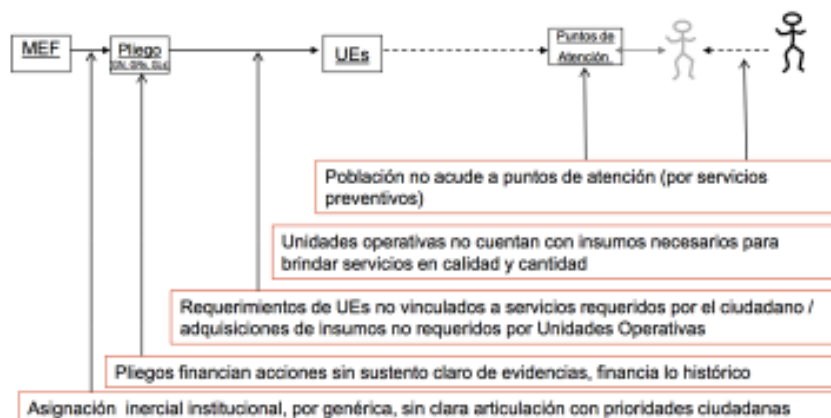 MEF
Pliego
GN, GRs, GLs
UEs
Puntos de
Atención
Población no acude a puntos de atención (por servicios
preventivos)
Unidades operativas no cuentan con insumos necesarios para
brindar servicios en calidad y cantidad
Requerimientos de UEs no vinculados a servicios requeridos por el ciudadano /
adquisiciones de insumos no requeridos por Unidades Operativas
Pliegos financian acciones sin sustento claro de evidencias, financia lo histórico
Asignación inercial institucional, por genérica, sin clara articulación con prioridades ciudadanas